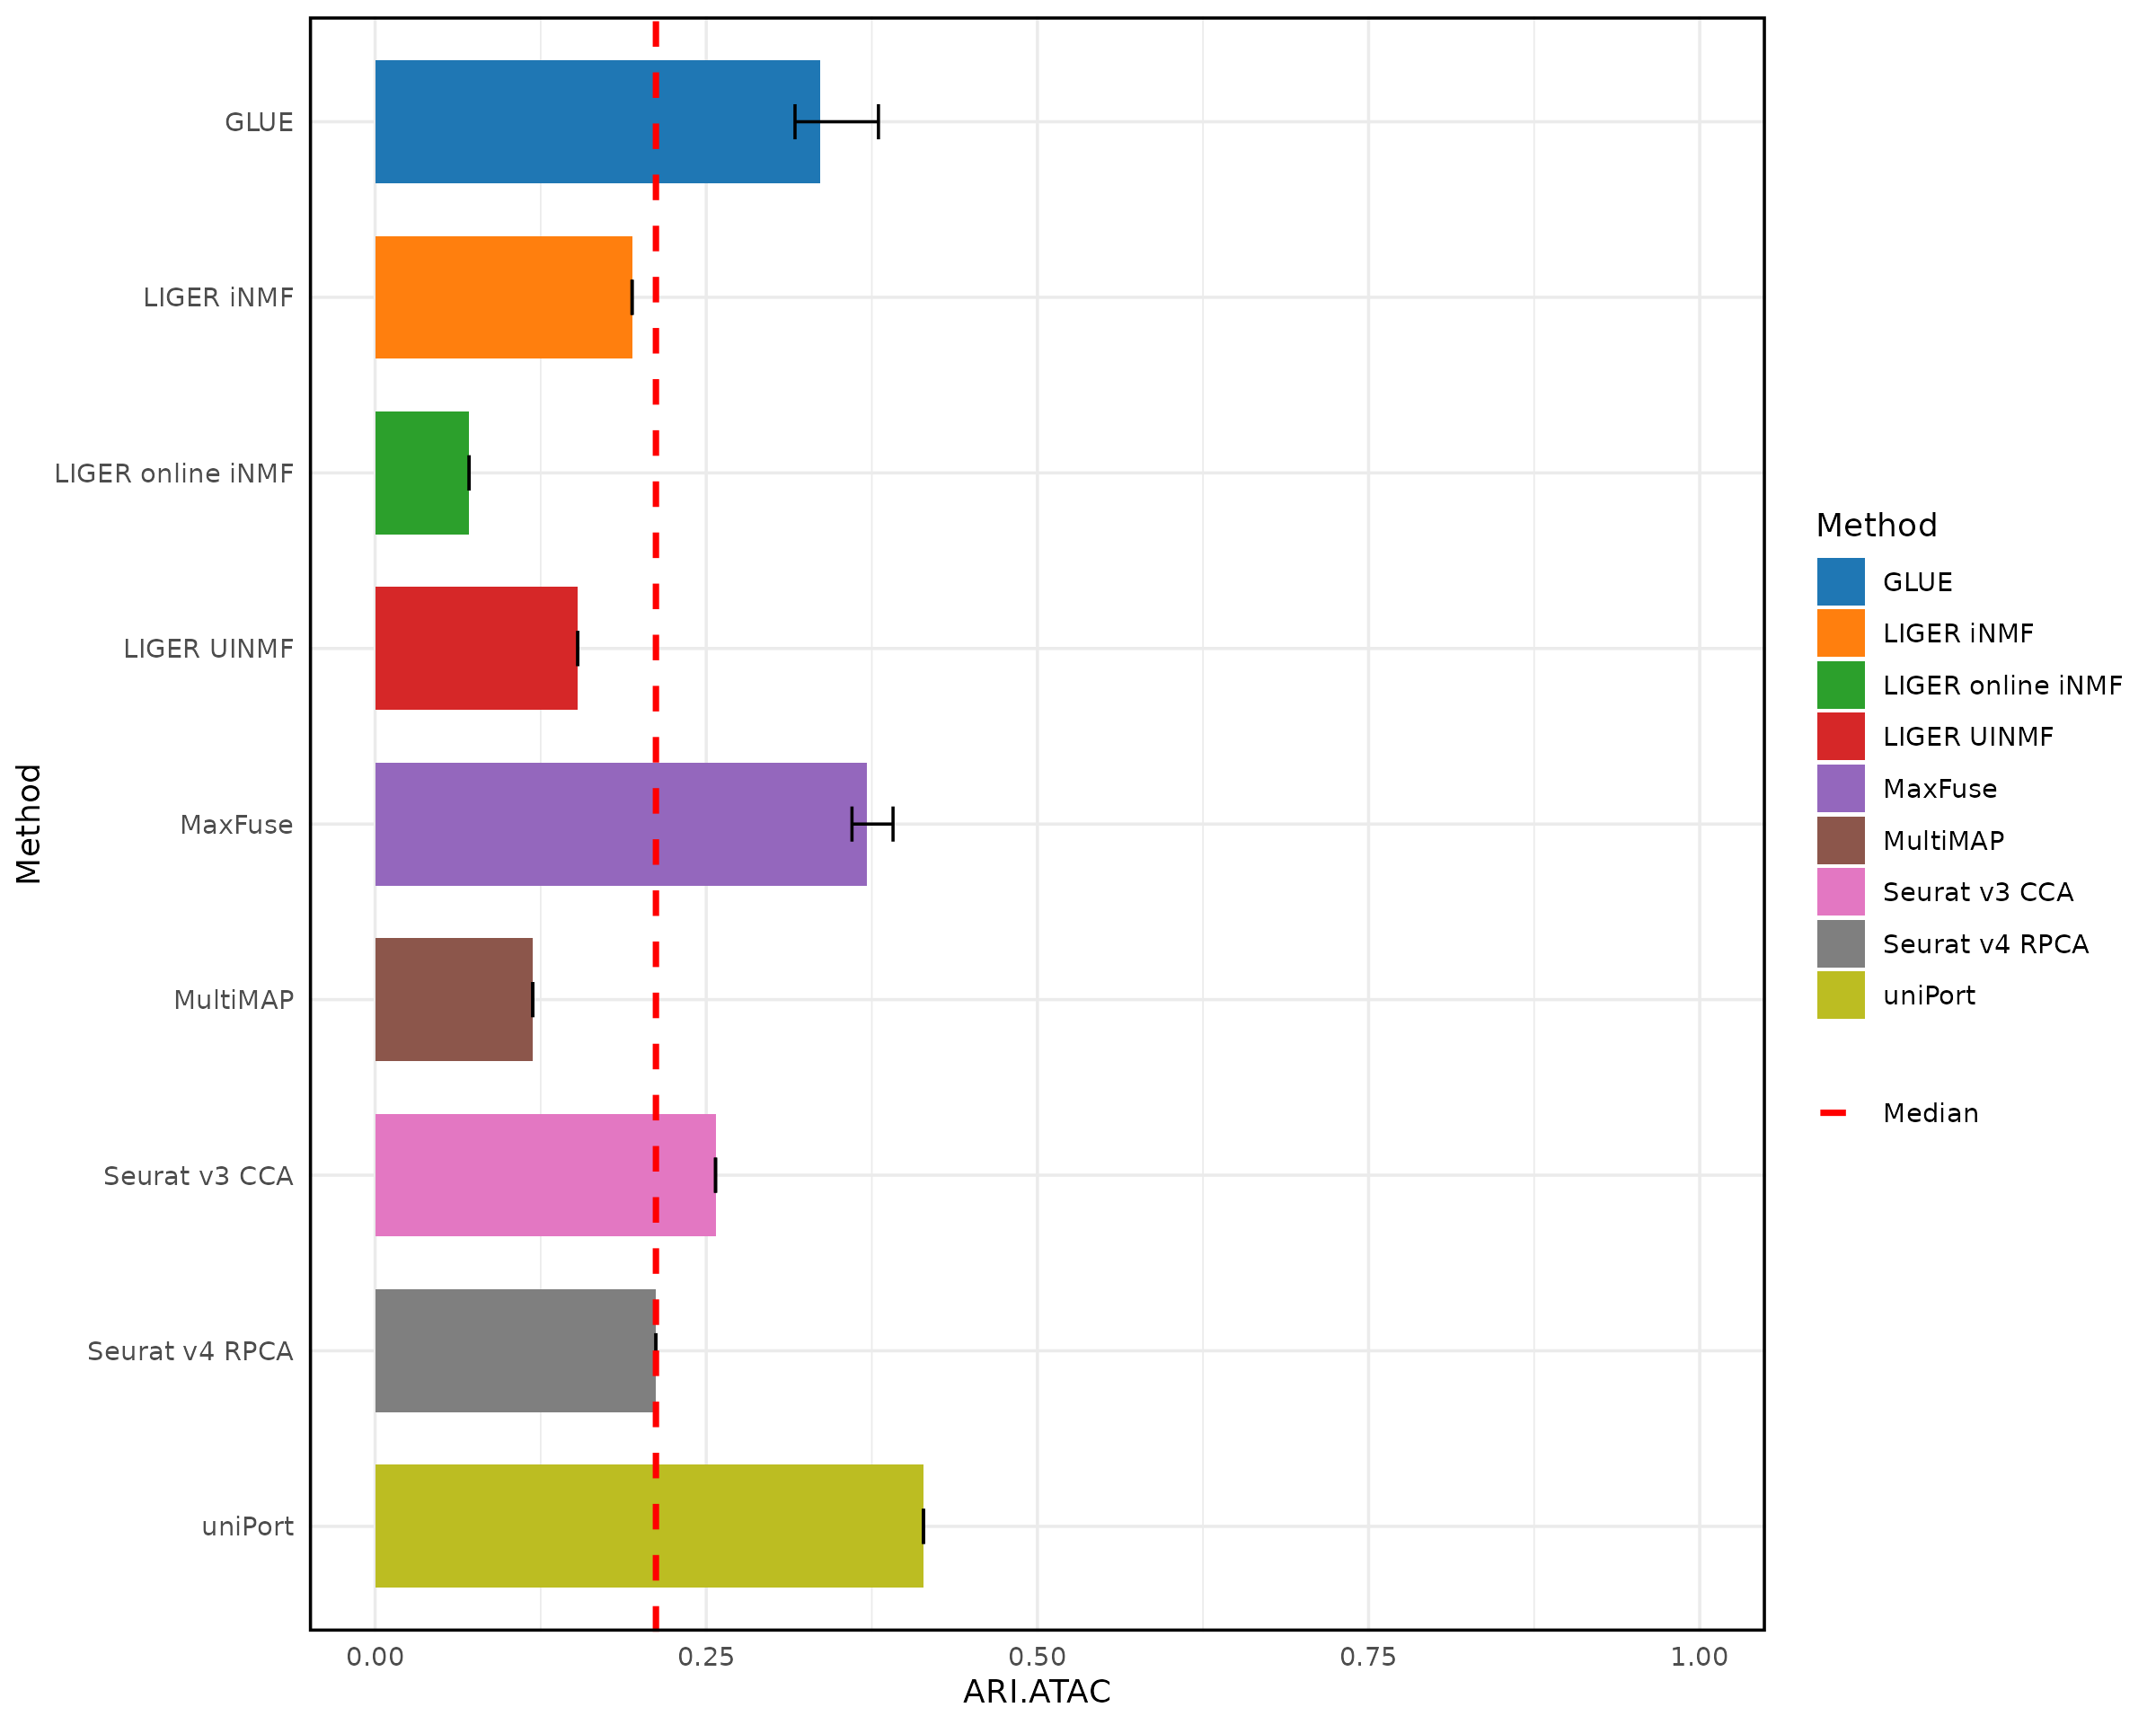 GLUE
LIGER iNMF
LIGER online iNMF
LIGER UINMF
MaxFuse
MultiMAP
Seurat v3 CCA
Seurat v4 RPCA
uniPort
Method
0.00 0.25 0.50 0.75 1.00
ARI.ATAC
Method
GLUE
LIGER iNMF
LIGER online iNMF
LIGER UINMF
MaxFuse
MultiMAP
Seurat v3 CCA
Seurat v4 RPCA
uniPort
Median